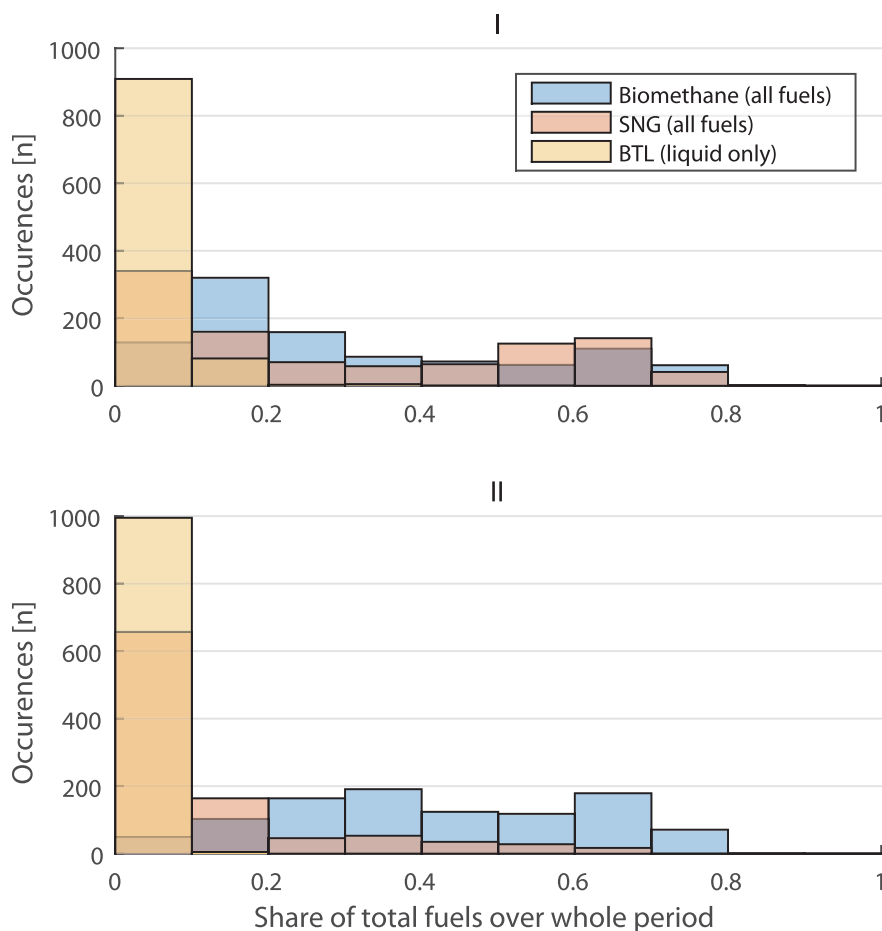 I
1000
800
600
400
200
0
Occurences [n]
Biomethane (all fuels)
SNG (all fuels)
BTL (liquid only)
0 0.2 0.4 0.6 0.8 1
II
1000
800
600
400
200
0
Occurences [n]
0 0.2 0.4 0.6 0.8 1
Share of total fuels over whole period